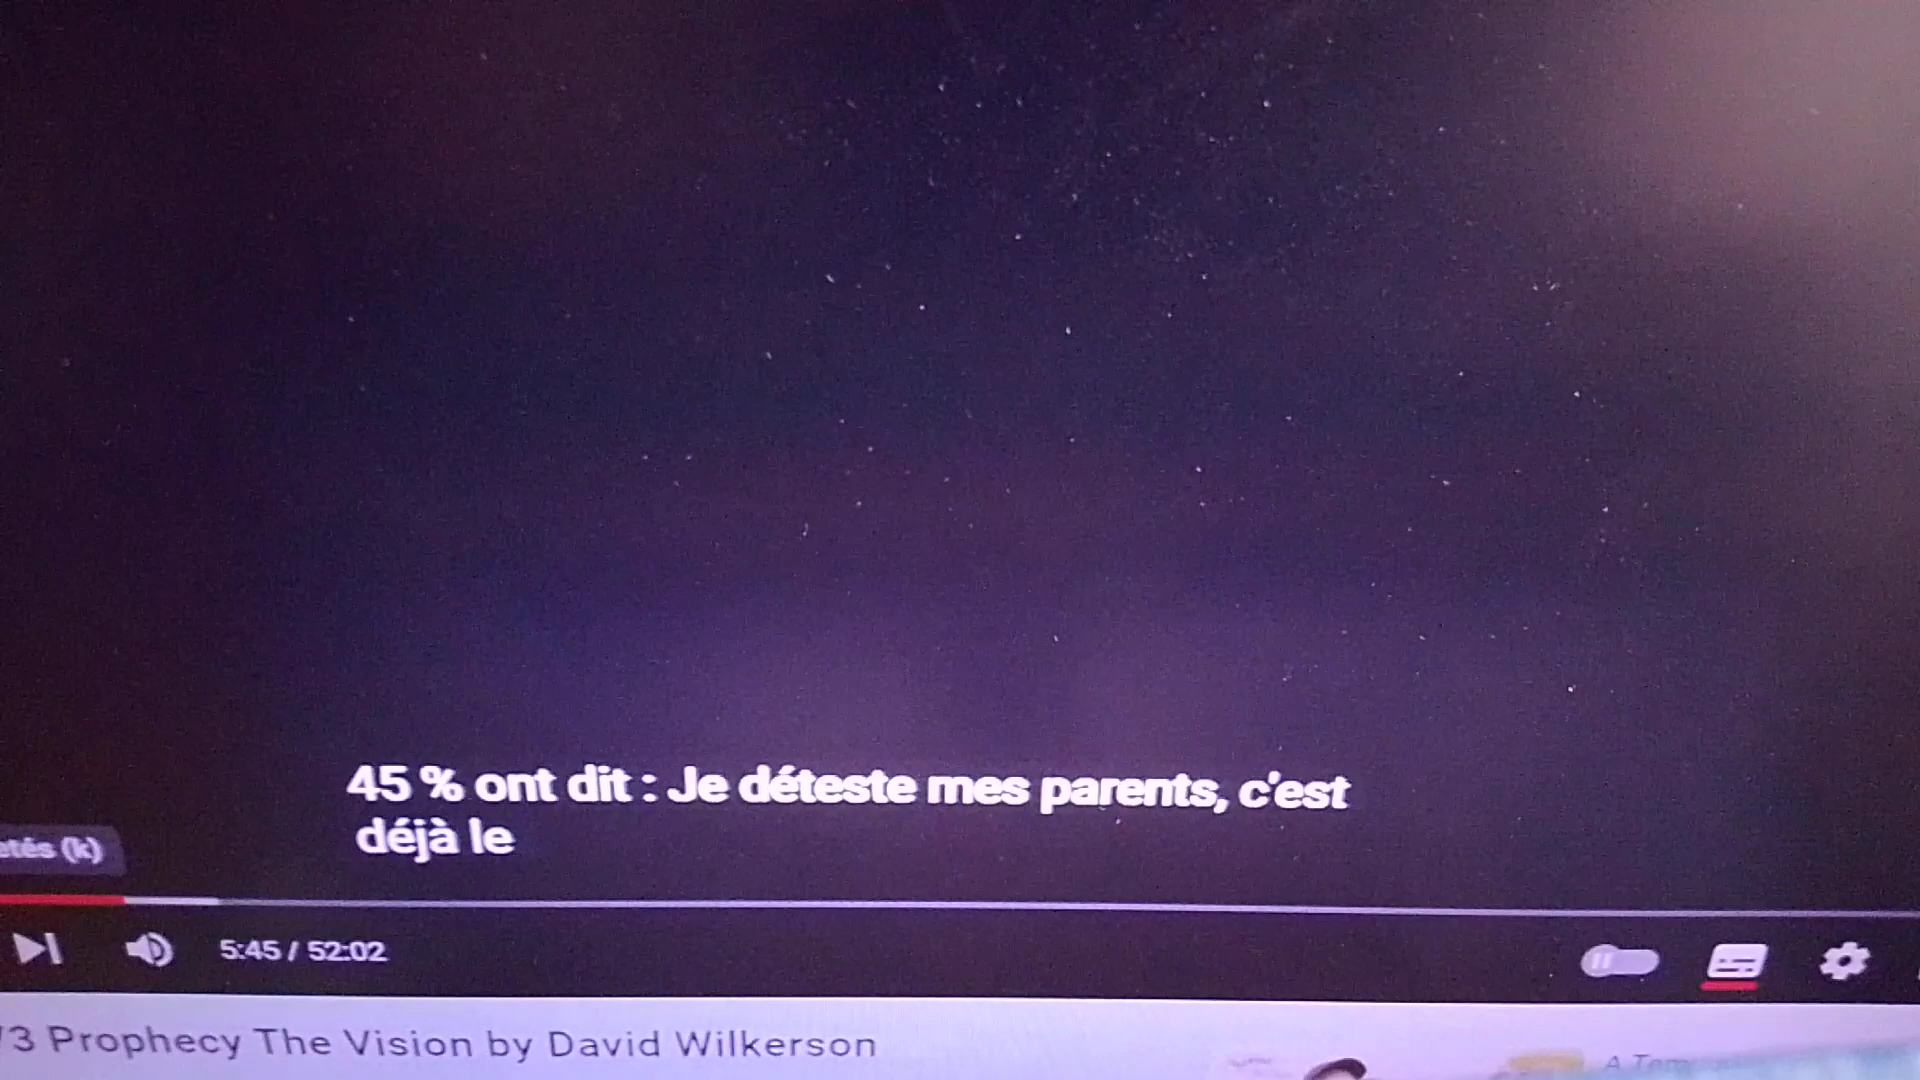 45 % ont dit : Je déteste mes parents, c'est
déjà le
(k)
5:45 / 52:02
3 Prophecy The Vision by David Wilkerson